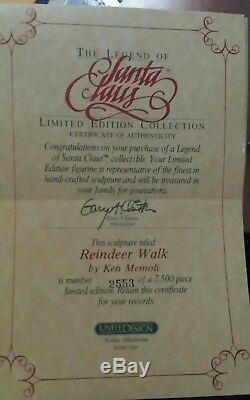 THE LEGEND OF
Santa
Claus™
LIMITED EDITION COLLECTION
CERTIFICATE OF AUTHENTICITY
Congratulations on your purchase of a Legend
of Santa Claus™ collectible. Your Limited
Edition figurine is representative of the finest in
hand-crafted sculpture and will be treasured in
your family for generations.
PRESIDENT
This sculpture titled
Reindeer Walk
by Ken Memoli
is number 2553 of a 7,500 piece
limited edition. Retain this certificate
for your records.
UNITED DESIGN
Noble, Oklahoma